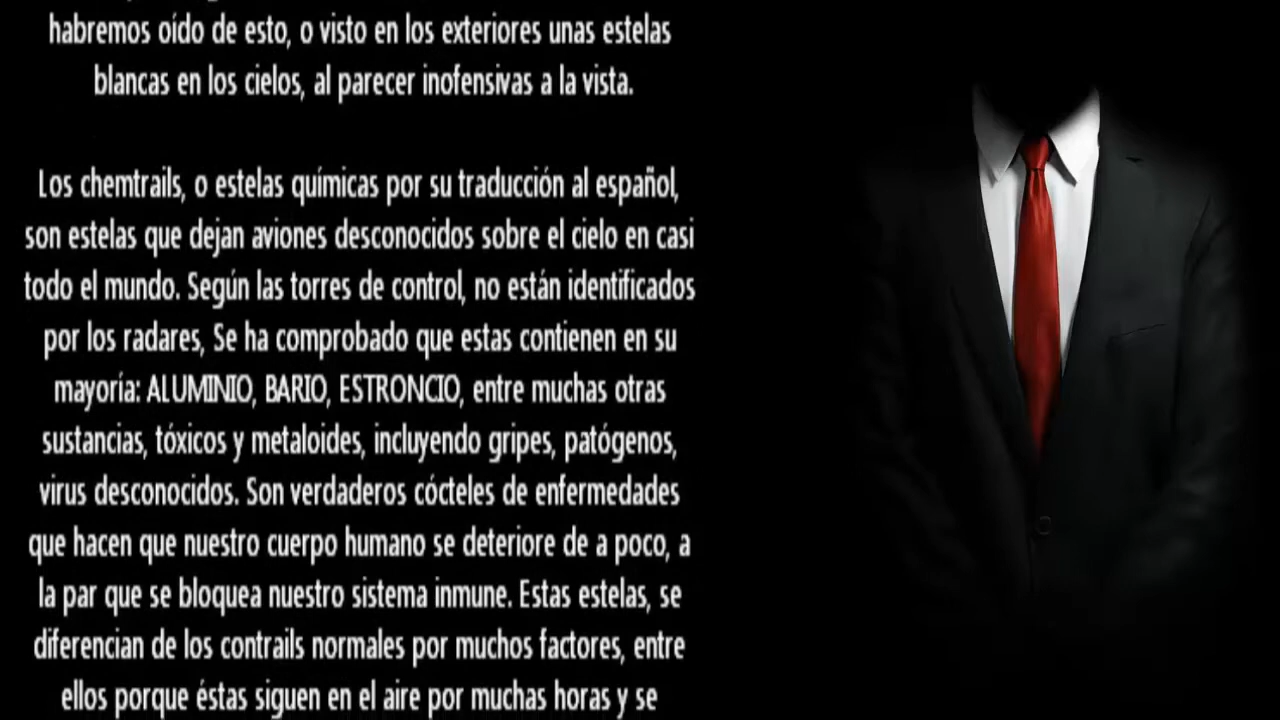 habremos oído de esto, o visto en los exteriores unas estelas
blancas en los cielos, al parecer inofensivas a la vista.
Los chemtrails, o estelas químicas por su traducción al español,
son estelas que dejan aviones desconocidos sobre el cielo en casi
todo el mundo. Según las torres de control, no están identificados
por los radares, Se ha comprobado que estas contienen en su
mayoría: ALUMINIO, BARIO, ESTRONCIO, entre muchas otras
sustancias, tóxicos y metaloides, incluyendo gripes, patógenos,
virus desconocidos. Son verdaderos cócteles de enfermedades
que hacen que nuestro cuerpo humano se deteriore de a poco, a
la par que se bloquea nuestro sistema inmune. Estas estelas, se
diferencian de los contrails normales por muchos factores, entre
ellos porque éstas siguen en el aire por muchas horas y se